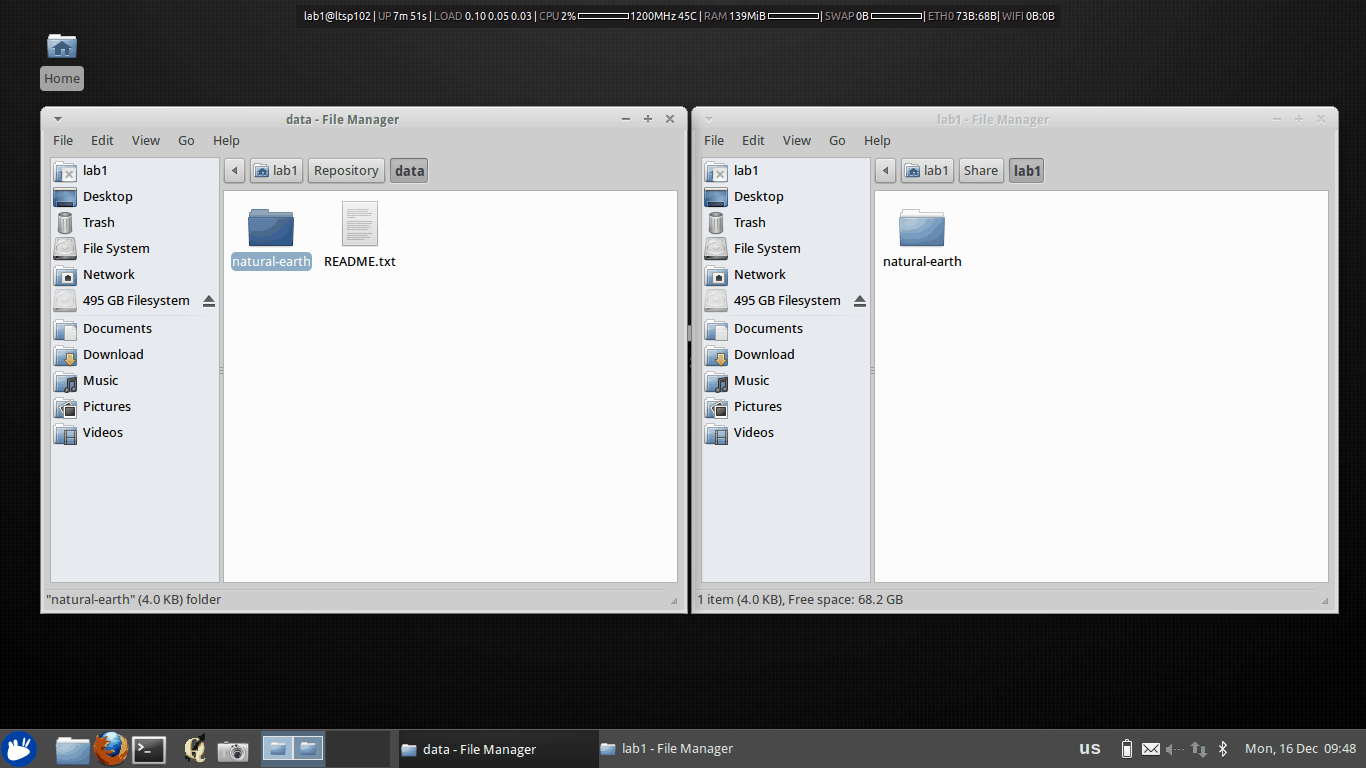 lab1@ltsp102 | UP 7m 51s | LOAD 0.10 0.05 0.03 | CPU 2% 1200MHz 45C | RAM 139MiB | SWAP 0B | ETH0 73B:68B | WIFI 0B:0B
Home
data - File Manager
File Edit View Go Help
lab1
Desktop
Trash
File System
Network
495 GB Filesystem
Documents
Download
Music
Pictures
Videos
lab1 Repository data
natural-earth README.txt
"natural-earth" (4.0 KB) folder
lab1 - File Manager
File Edit View Go Help
lab1
Desktop
Trash
File System
Network
495 GB Filesystem
Documents
Download
Music
Pictures
Videos
lab1 Share lab1
natural-earth
1 item (4.0 KB), Free space: 68.2 GB
data - File Manager lab1 - File Manager us Mon, 16 Dec 09:48